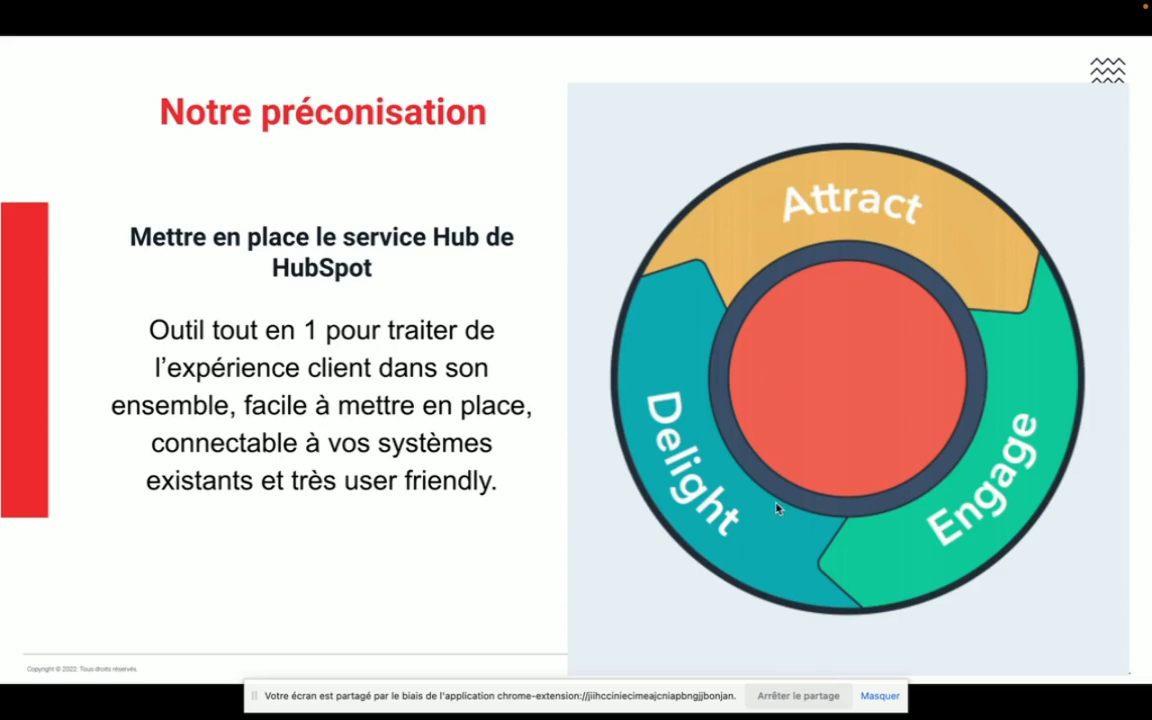 Notre préconisation
Mettre en place le service Hub de
HubSpot
Outil tout en 1 pour traiter de
l'expérience client dans son
ensemble, facile à mettre en place,
connectable à vos systèmes
existants et très user friendly.
Attract
Engage
Delight
Copyright © 2022. Tous droits réservés.
Votre écran est partagé par le biais de l'application chrome-extension://jiihcciniecimeajcniapbngjjbonjan.
Arrêter le partage
Masquer